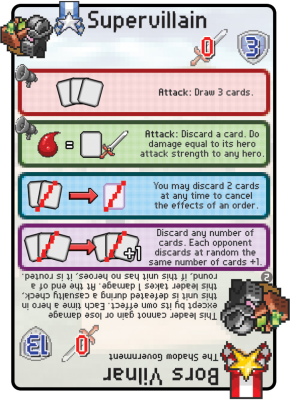 Supervillain
0
3
Attack: Draw 3 cards.
Attack: Discard a card. Do
damage equal to its hero
attack strength to any hero.
You may discard 2 cards
at any time to cancel
the effects of an order.
Discard any number
of cards. Each opponent
discards at random the
same number of cards +1.
+1
Bors Vilnar
The Shadow Government
0
13
This leader cannot gain or lose damage
except by its own effect. Each time a hero in
this unit is defeated during a casualty check,
this leader takes 1 damage. At the end of a
round, if this unit has no heroes, it is routed.
2